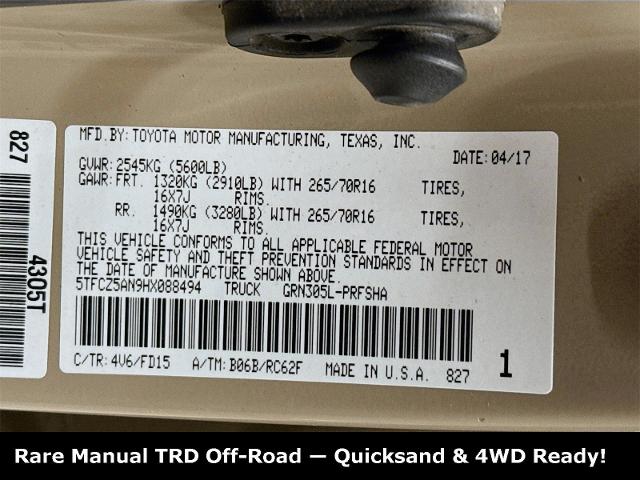 827
4305T
MFD.BY:TOYOTA MOTOR MANUFACTURING, TEXAS, INC.
DATE:04/17
GVWR:2545KG (5600LB)
GAWR:FRT. 1320KG (2910LB) WITH 265/70R16 TIRES,
16X7J RIMS.
RR. 1490KG (3280LB) WITH 265/70R16 TIRES,
16X7J RIMS.
THIS VEHICLE CONFORMS TO ALL APPLICABLE FEDERAL MOTOR
VEHICLE SAFETY AND THEFT PREVENTION STANDARDS IN EFFECT ON
THE DATE OF MANUFACTURE SHOWN ABOVE.
5TFCZ5AN9HX088494 TRUCK GRN305L-PRFSHA
C/TR:4V6/FD15 A/TM:B06B/RC62F MADE IN U.S.A. 827
1
Rare Manual TRD Off-Road — Quicksand & 4WD Ready!